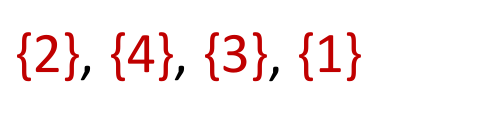 {2}, {4}, {3}, {1}